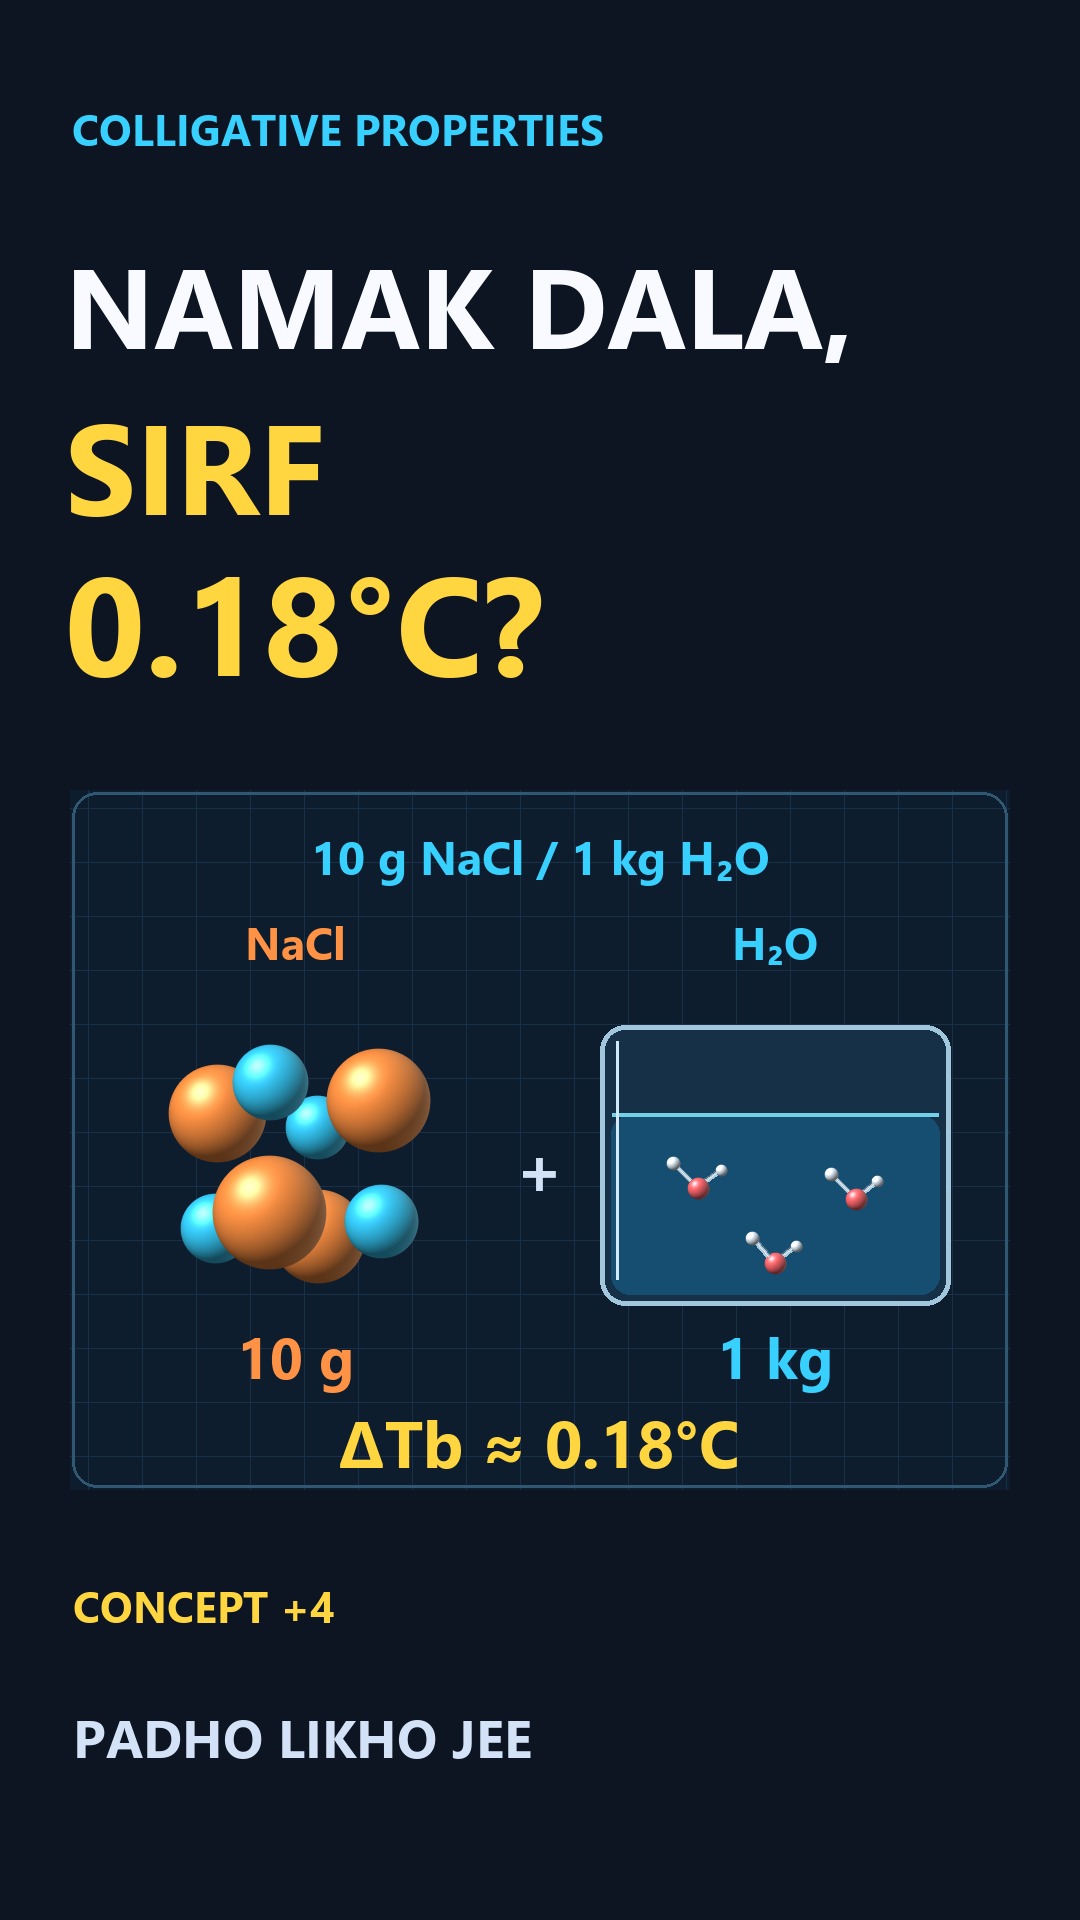 COLLIGATIVE PROPERTIES
NAMAK DALA,
SIRF
0.18°C?
10 g NaCl / 1 kg H₂O
NaCl
H₂O
+
10 g
1 kg
ΔTb ≈ 0.18°C
CONCEPT +4
PADHO LIKHO JEE